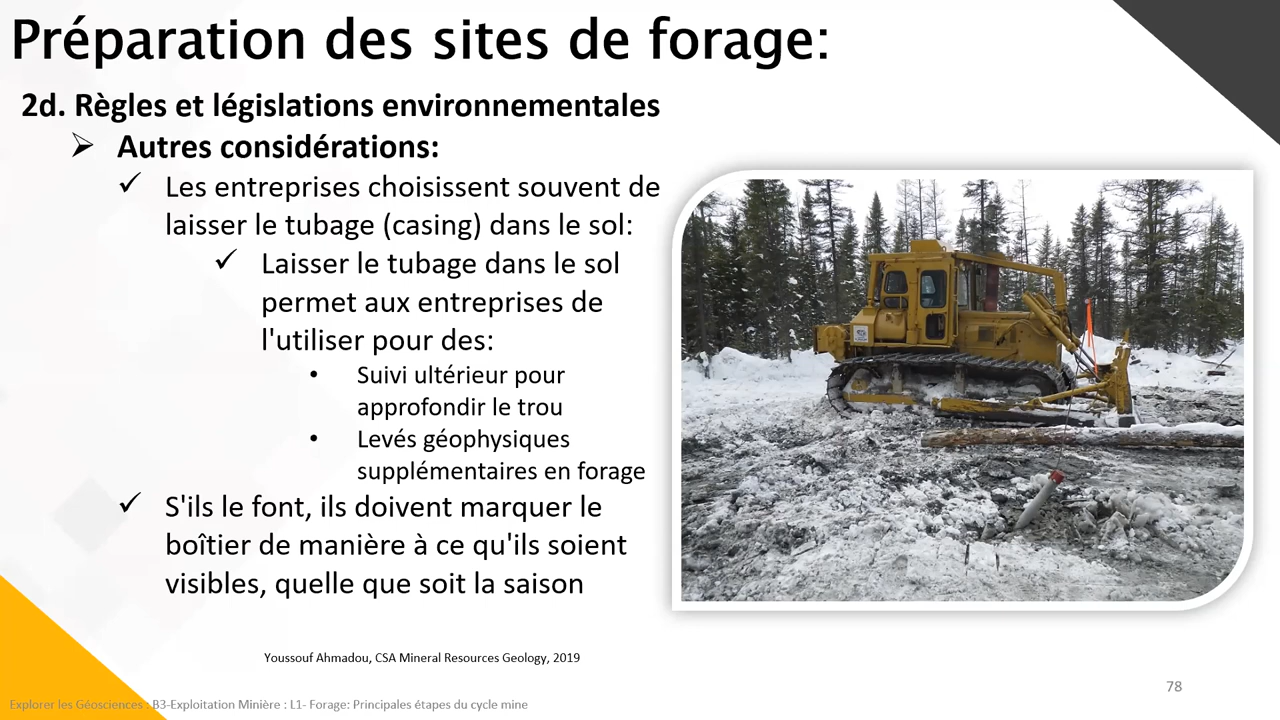 Préparation des sites de forage:
2d. Règles et législations environnementales
➢ Autres considérations:
✓ Les entreprises choisissent souvent de
laisser le tubage (casing) dans le sol:
✓ Laisser le tubage dans le sol
permet aux entreprises de
l'utiliser pour des:
• Suivi ultérieur pour
approfondir le trou
• Levés géophysiques
supplémentaires en forage
✓ S'ils le font, ils doivent marquer le
boîtier de manière à ce qu'ils soient
visibles, quelle que soit la saison
Youssouf Ahmadou, CSA Mineral Resources Geology, 2019
78
Explorer les Géosciences : B3-Exploitation Minière : L1- Forage: Principales étapes du cycle mine